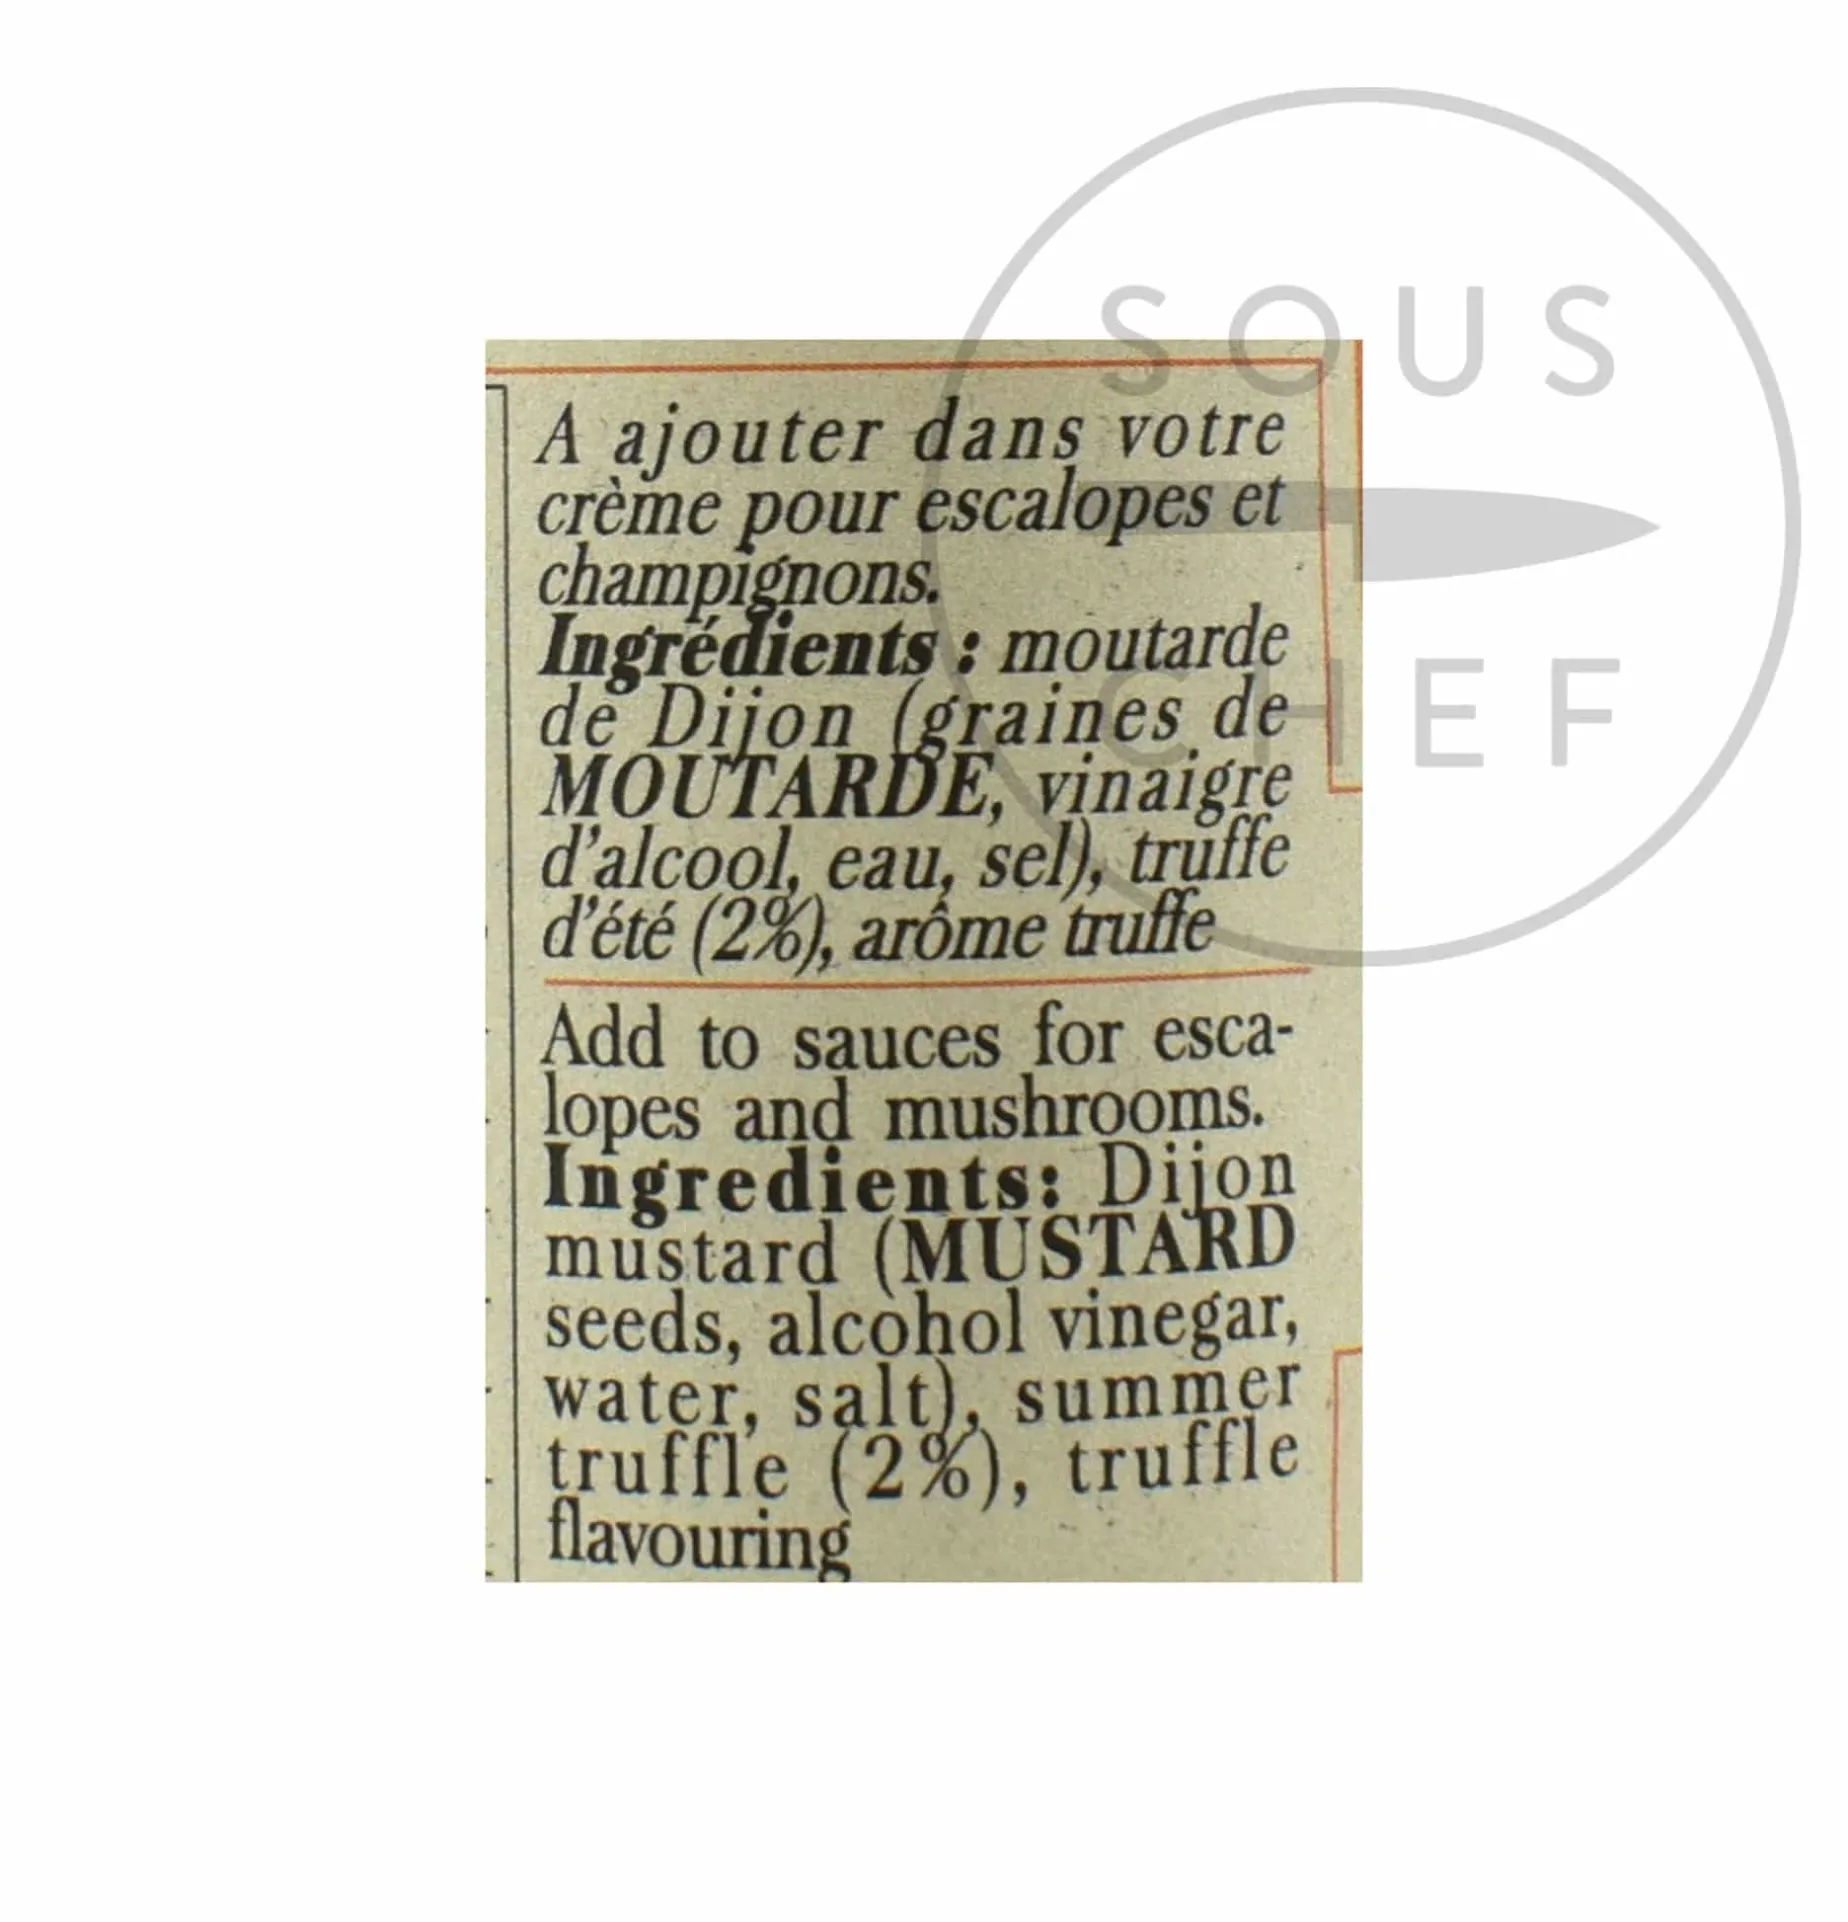 SOUS
CHEF
A ajouter dans votre
crème pour escalopes et
champignons.
Ingrédients : moutarde
de Dijon (graines de
MOUTARDE, vinaigre
d'alcool, eau, sel), truffe
d'été (2%), arôme truffe
Add to sauces for esca-
lopes and mushrooms.
Ingredients: Dijon
mustard (MUSTARD
seeds, alcohol vinegar,
water, salt), summer
truffle (2%), truffle
flavouring